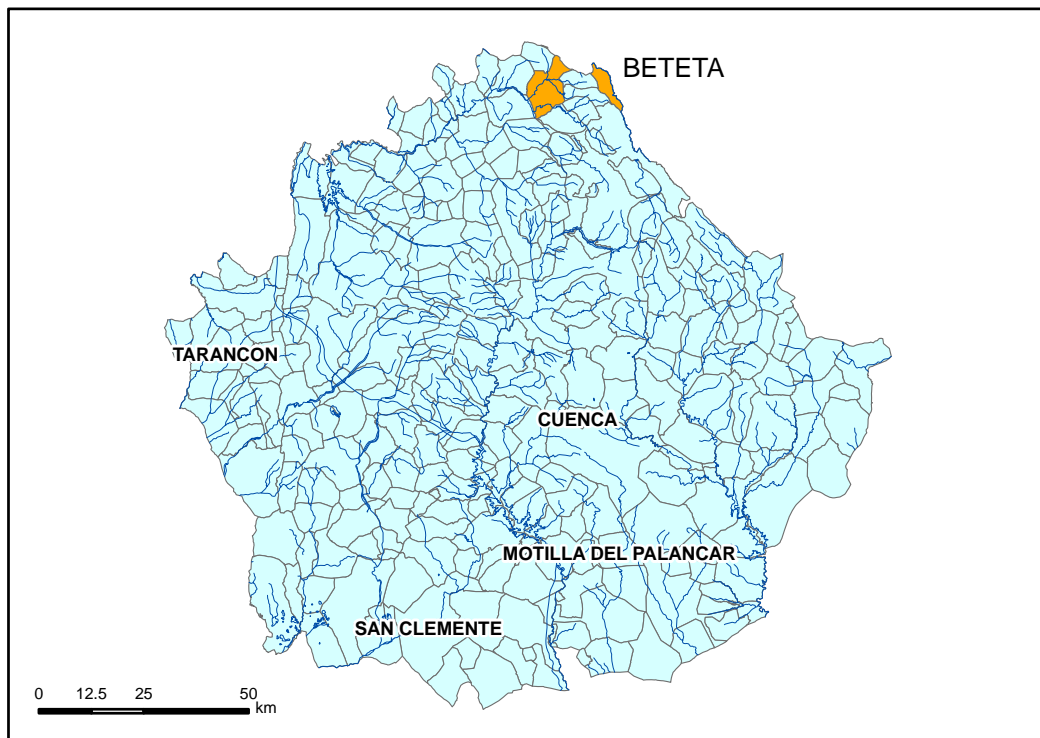 BETETA
TARANCON
CUENCA
MOTILLA DEL PALANCAR
SAN CLEMENTE
0 12.5 25 50
km